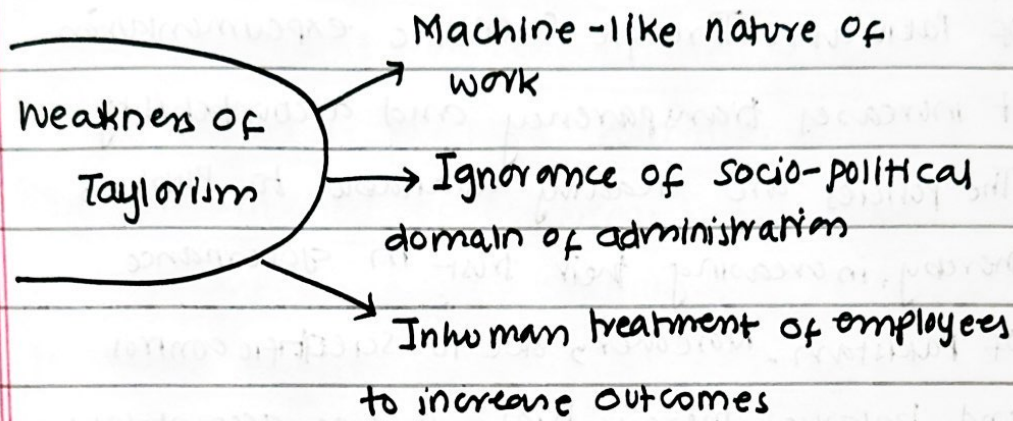 Machine-like nature of
work
Weakness of
Taylorism
Ignorance of socio-political
domain of administration
Inhuman treatment of employees
to increase outcomes